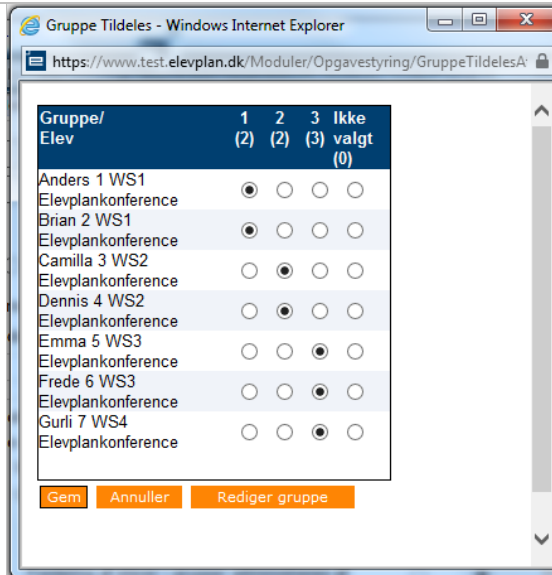 Gruppe Tildeles - Windows Internet Explorer
https://www.test.elevplan.dk/Moduler/Opgavestyring/GruppeTildelesA
Gruppe/ 1 2 3 Ikke
Elev (2) (2) (3) valgt
(0)
Anders 1 WS1
Elevplankonference
Brian 2 WS1
Elevplankonference
Camilla 3 WS2
Elevplankonference
Dennis 4 WS2
Elevplankonference
Emma 5 WS3
Elevplankonference
Frede 6 WS3
Elevplankonference
Gurli 7 WS4
Elevplankonference
Gem Annuller Rediger gruppe